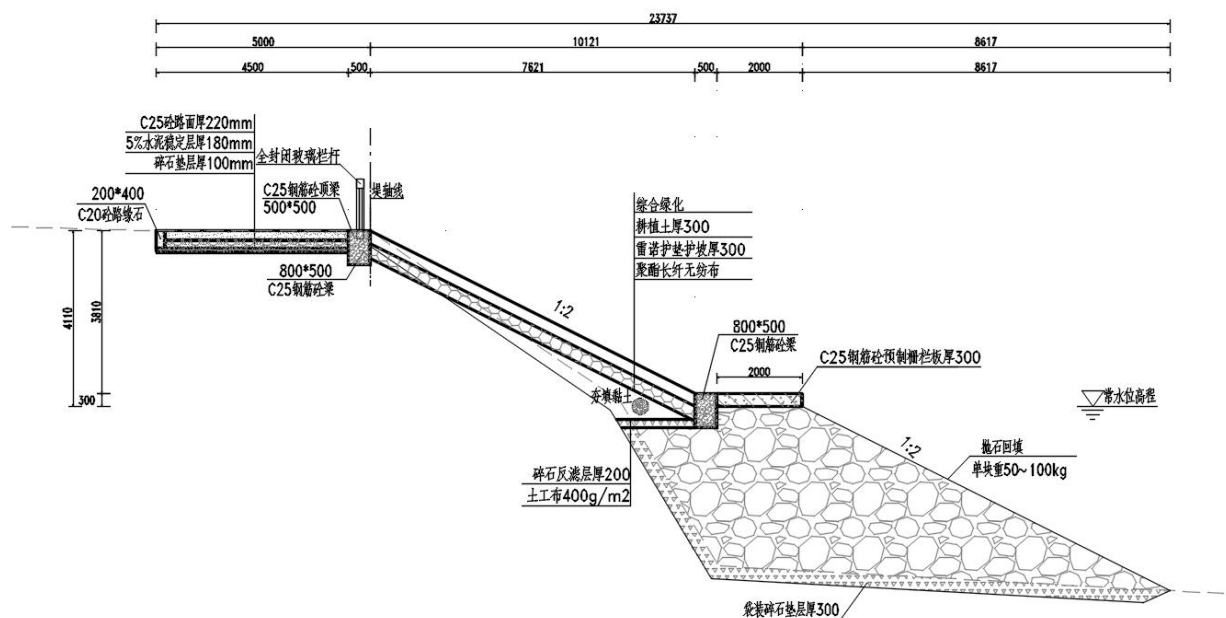 23737
5000
10121
8617
4500
500
7621
500
2000
8617
C25砼路面厚220mm
5%水泥稳定层厚180mm
碎石垫层厚100mm
全封闭玻璃栏杆
200*400
C20砼路缘石
C25钢筋砼顶梁
500*500
堤轴线
综合绿化
耕植土厚300
雷诺护垫护坡厚300
聚酯长纤无纺布
4110
3810
300
800*500
C25钢筋砼梁
1:2
800*500
C25钢筋砼梁
C25钢筋砼预制栅栏板厚300
2000
常水位高程
夯填黏土
1:2
抛石回填
单块重50~100kg
碎石反滤层厚200
土工布400g/m2
袋装碎石垫层厚300